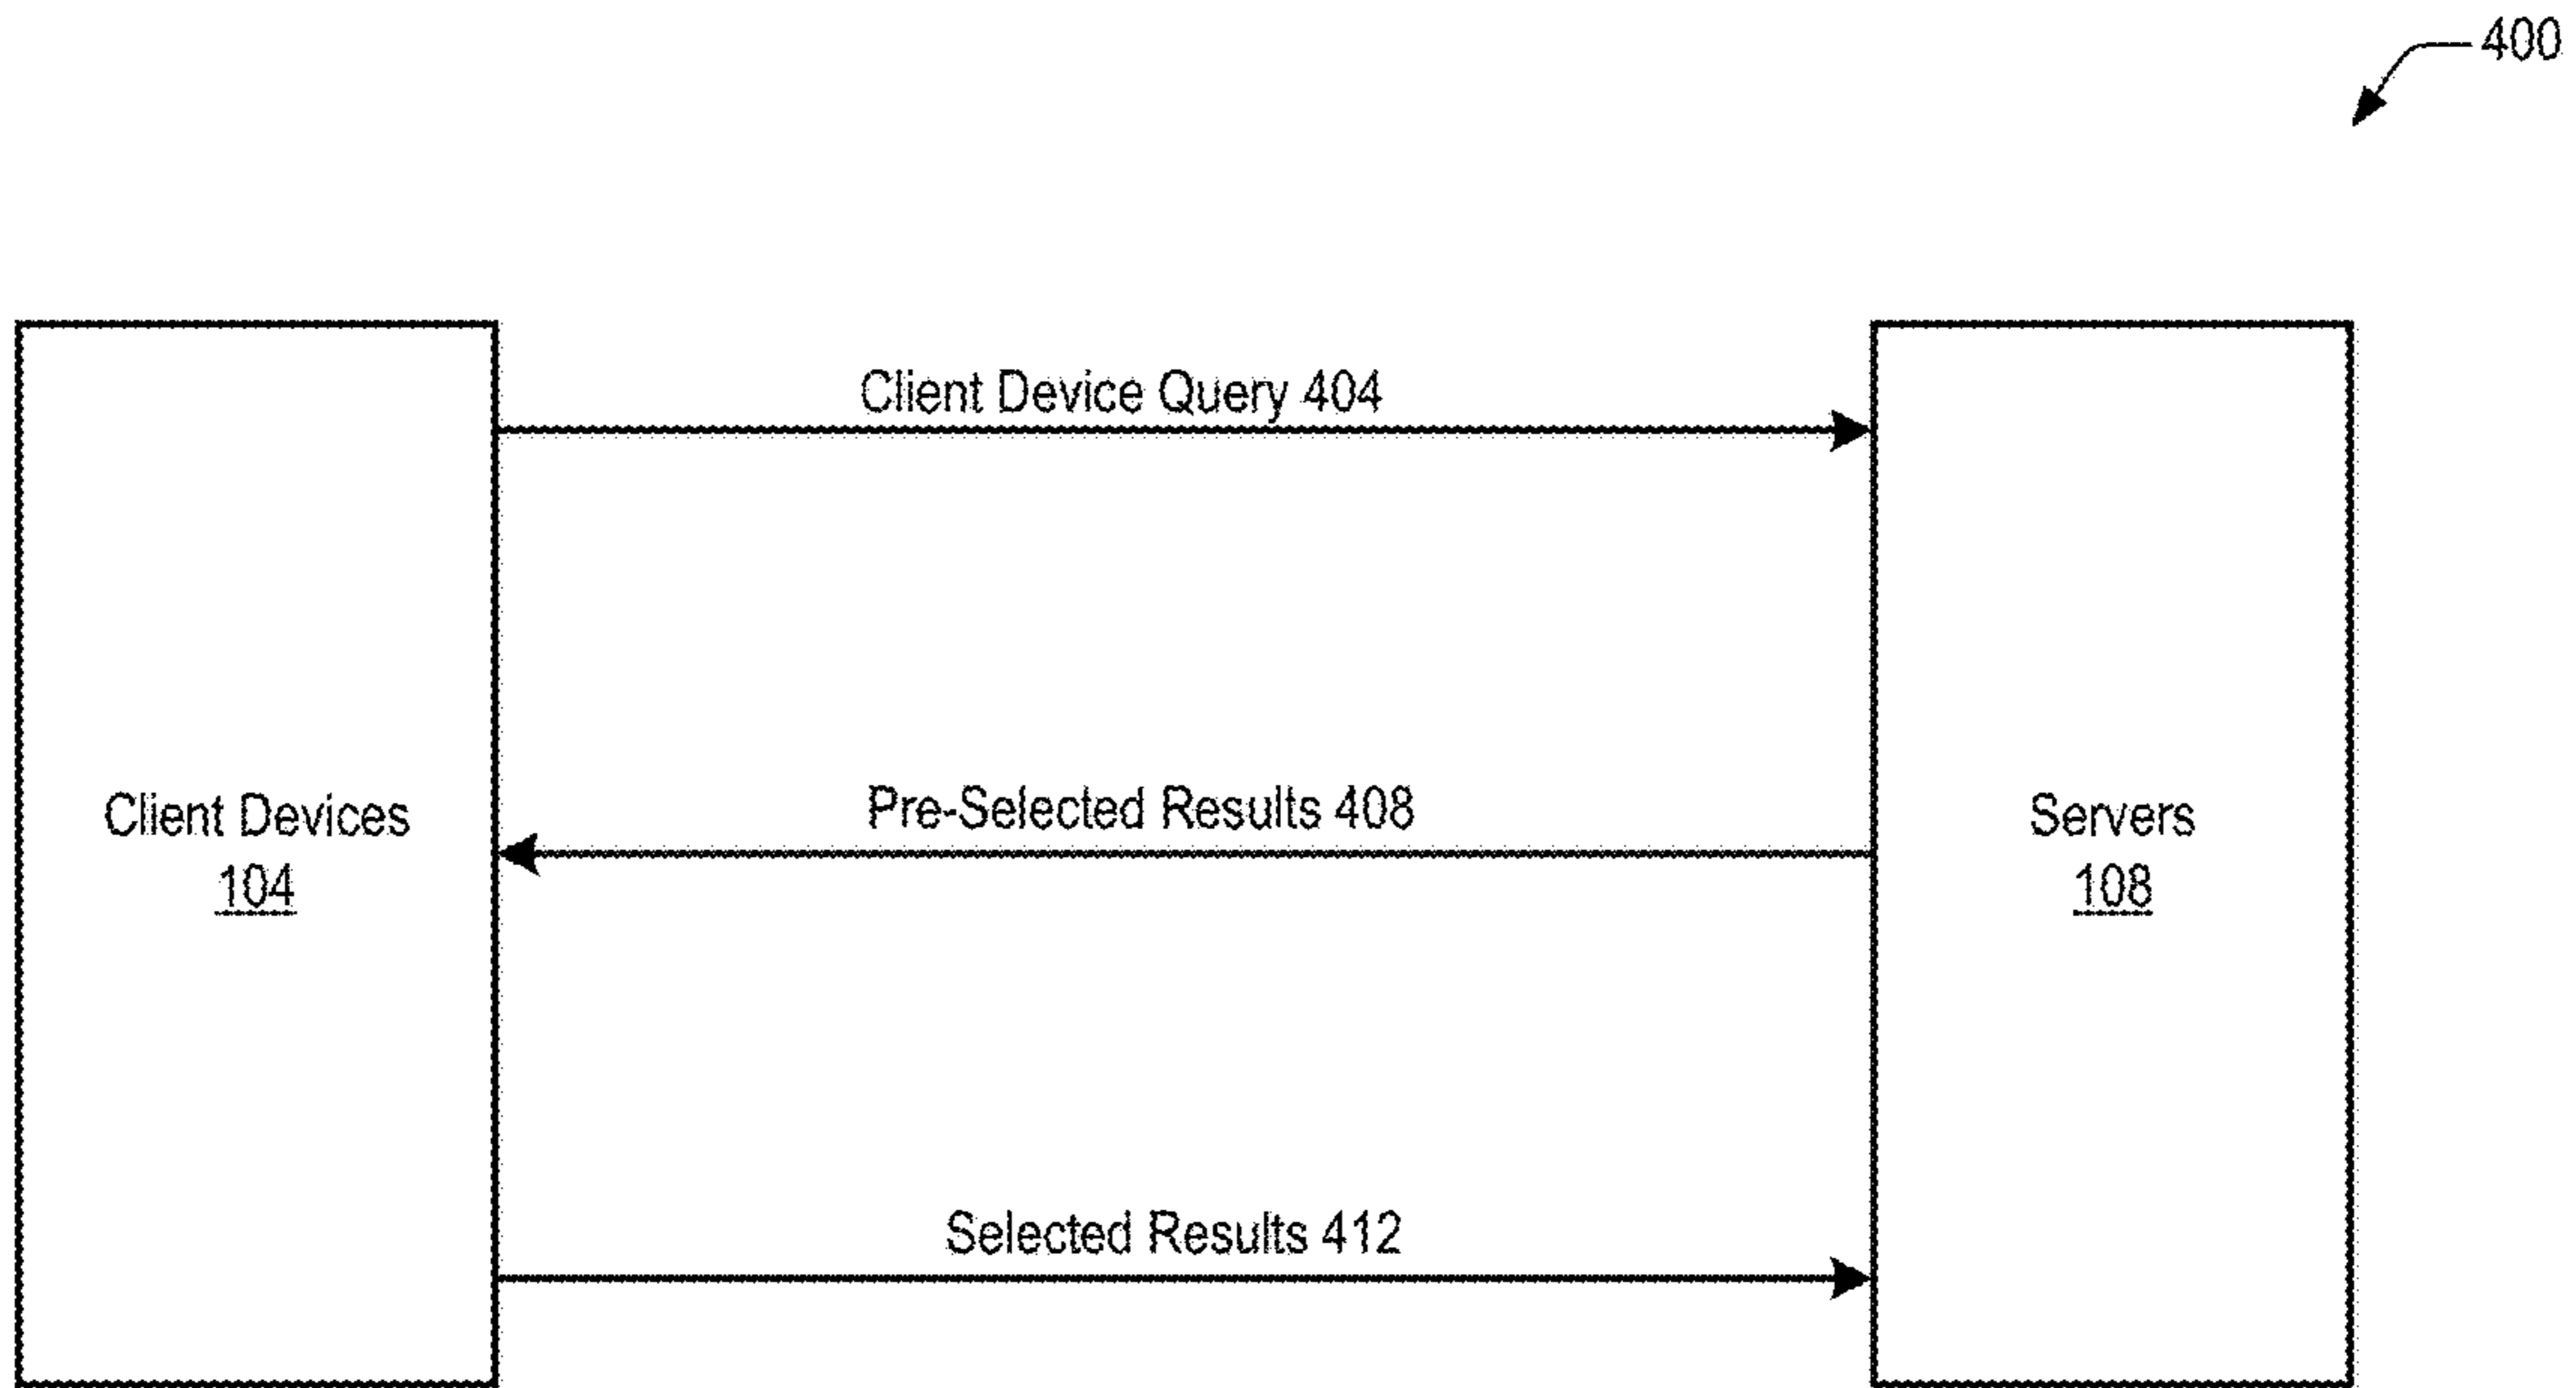 400
Client Device Query 404
Pre-Selected Results 408
Client Devices
104
Servers
108
Selected Results 412